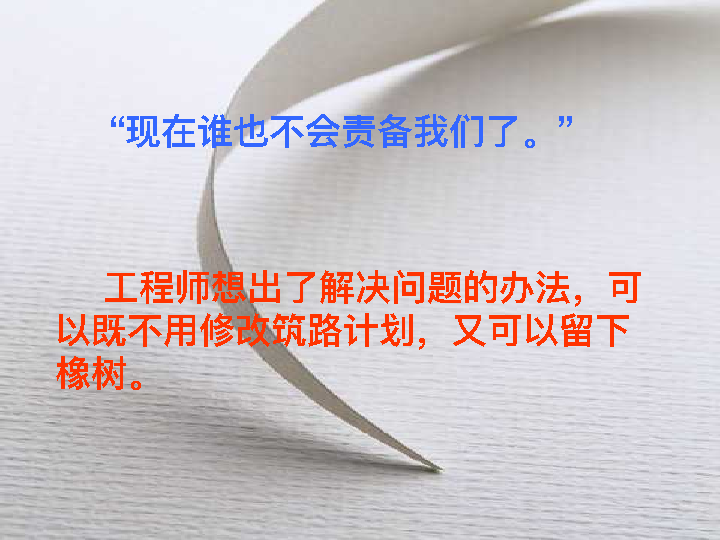 “现在谁也不会责备我们了。”
工程师想出了解决问题的办法，可
以既不用修改筑路计划，又可以留下
橡树。